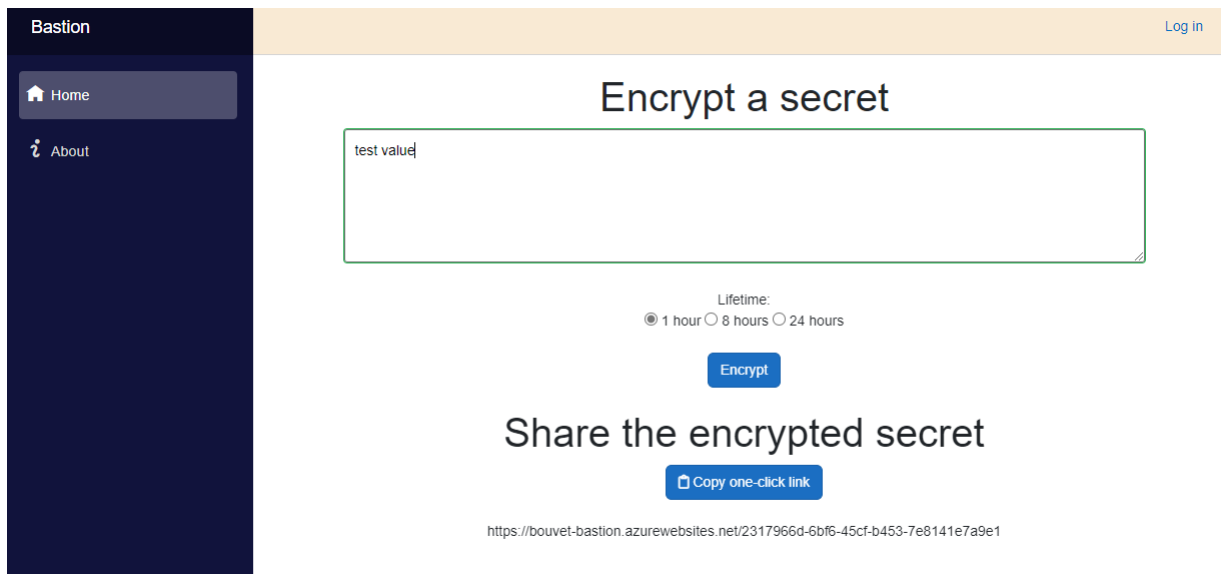 Bastion
Log in
Home
About
Encrypt a secret
test value
Lifetime:
1 hour 8 hours 24 hours
Encrypt
Share the encrypted secret
Copy one-click link
https://bouvet-bastion.azurewebsites.net/2317966d-6bf6-45cf-b453-7e8141e7a9e1